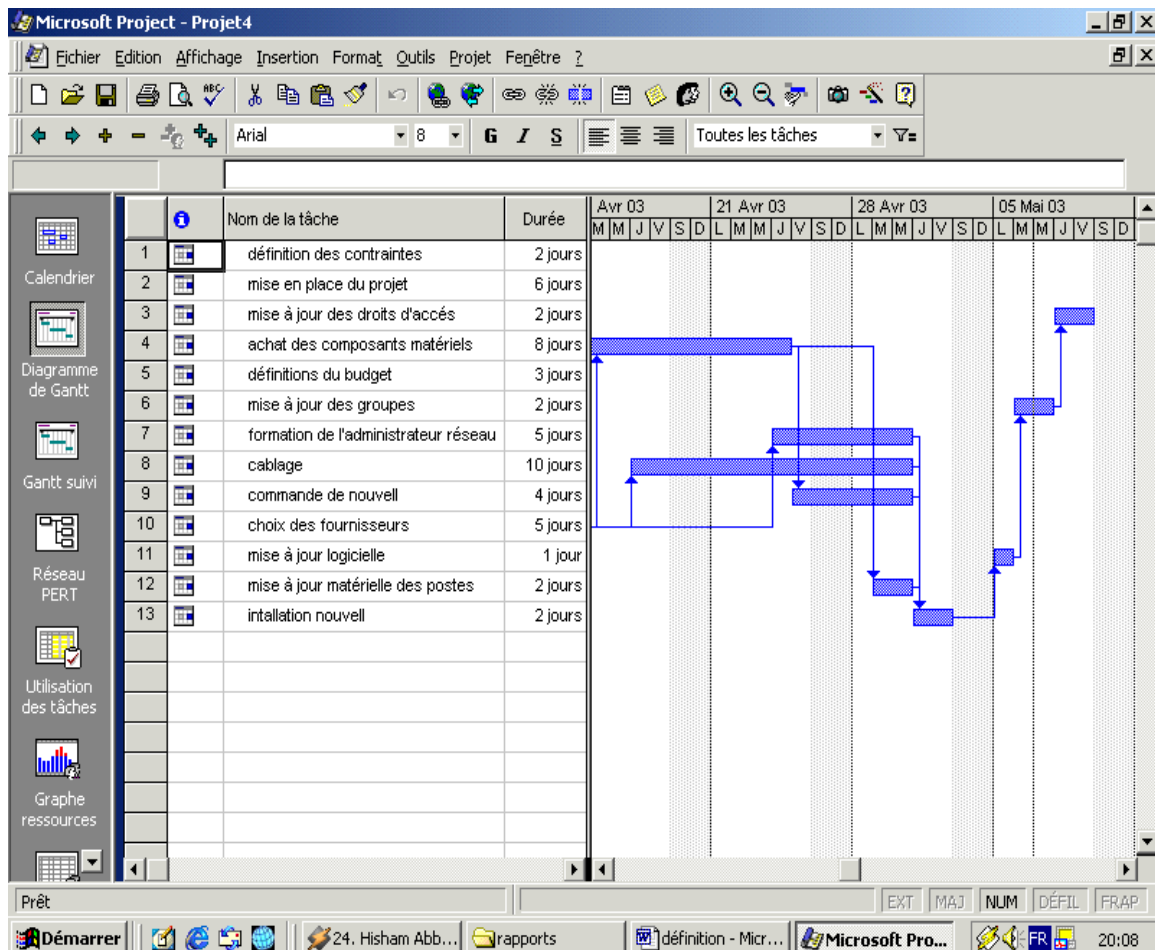 Microsoft Project - Projet4
Fichier Edition Affichage Insertion Format Outils Projet Fenêtre ?
Arial 8 G I S Toutes les tâches
Nom de la tâche Durée
Avr 03 21 Avr 03 28 Avr 03 05 Mai 03
M M J V S D L M M J V S D L M M J V S D L M M J V S D
1 définition des contraintes 2 jours
2 mise en place du projet 6 jours
3 mise à jour des droits d'accés 2 jours
4 achat des composants matériels 8 jours
5 définitions du budget 3 jours
6 mise à jour des groupes 2 jours
7 formation de l'administrateur réseau 5 jours
8 cablage 10 jours
9 commande de nouvell 4 jours
10 choix des fournisseurs 5 jours
11 mise à jour logicielle 1 jour
12 mise à jour matérielle des postes 2 jours
13 intallation nouvell 2 jours
Calendrier
Diagramme
de Gantt
Gantt suivi
Réseau
PERT
Utilisation
des tâches
Graphe
ressources
Prêt EXT MAJ NUM DÉFIL FRAP
Démarrer 24. Hisham Abb... rapports définition - Micr... Microsoft Pro... FR 20:08